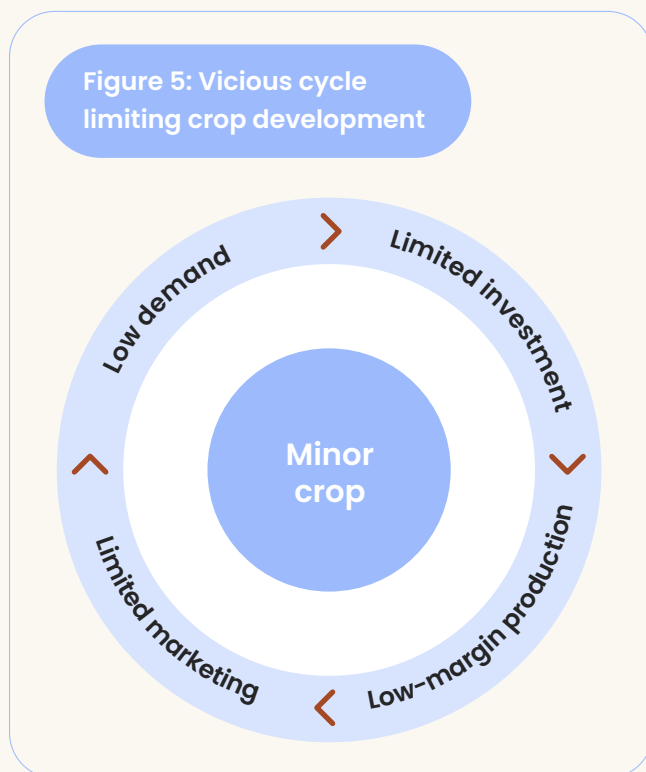 Figure 5: Vicious cycle
limiting crop development
Low demand
Limited investment
Low-margin production
Limited marketing
Minor
crop